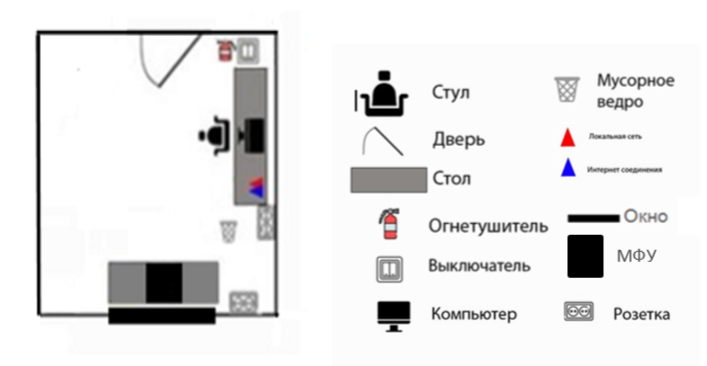 Стул
Мусорное
ведро
Дверь
Локальная сеть
Стол
Интернет соединения
Огнетушитель
Окно
Выключатель
МФУ
Компьютер
Розетка